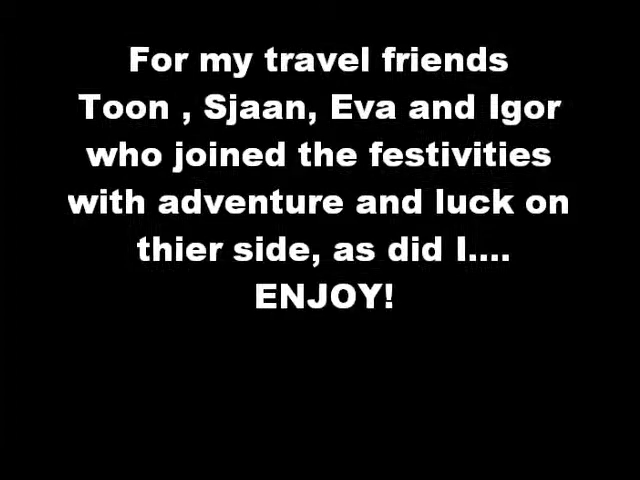 For my travel friends
Toon , Sjaan, Eva and Igor
who joined the festivities
with adventure and luck on
thier side, as did I....
ENJOY!